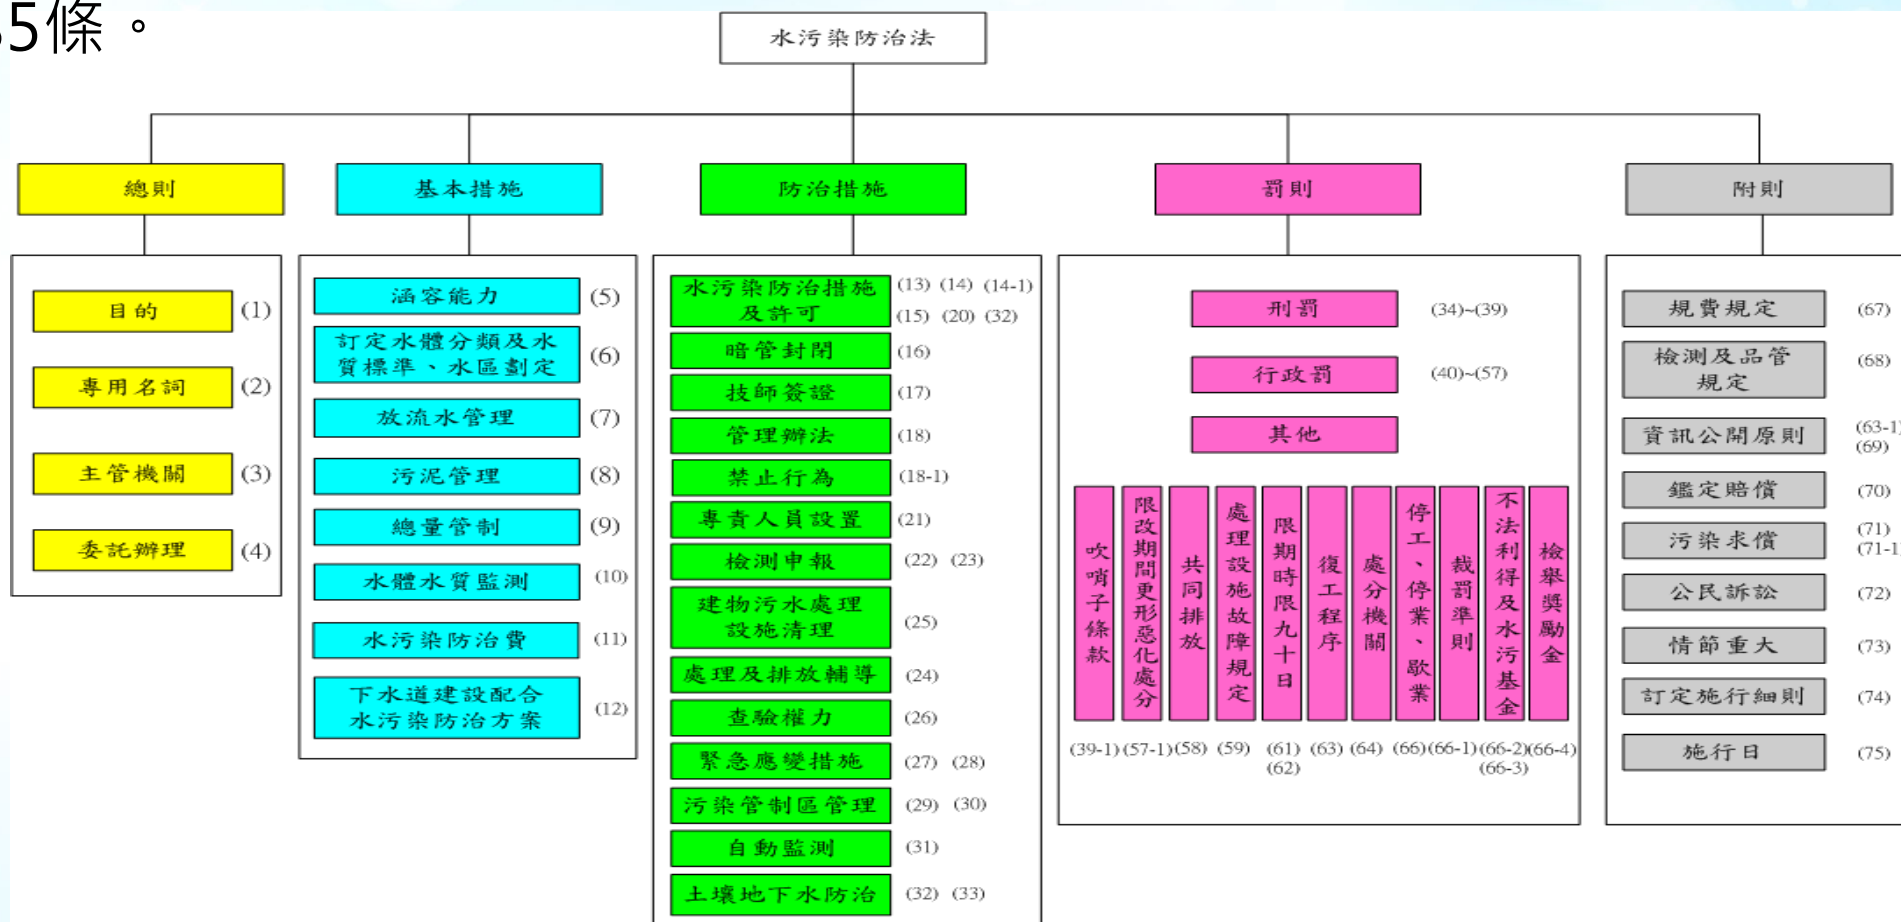 5條。
水污染防治法
總則
目的
(1)
專用名詞
(2)
主管機關
(3)
委託辦理
(4)
基本措施
涵容能力
(5)
訂定水體分類及水
質標準、水區劃定
(6)
放流水管理
(7)
污泥管理
(8)
總量管制
(9)
水體水質監測
(10)
水污染防治費
(11)
下水道建設配合
水污染防治方案
(12)
防治措施
水污染防治措施
及許可
(13) (14) (14-1)
(15) (20) (32)
暗管封閉
(16)
技師簽證
(17)
管理辦法
(18)
禁止行為
(18-1)
專責人員設置
(21)
檢測申報
(22) (23)
建物污水處理
設施清理
(25)
處理及排放輔導
(24)
查驗權力
(26)
緊急應變措施
(27) (28)
污染管制區管理
(29) (30)
自動監測
(31)
土壤地下水防治
(32) (33)
罰則
刑罰
(34)~(39)
行政罰
(40)~(57)
其他
吹哨子條款
(39-1)
限改期間更形惡化處分
(57-1)
共同排放
(58)
處理設施故障規定
(59)
限期時限九十日
(61)
(62)
復工程序
(63)
處分機關
(64)
停工、停業、歇業
(66)
裁罰準則
(66-1)
不法利得及水污基金
(66-2)
(66-3)
檢舉獎勵金
(66-4)
附則
規費規定
(67)
檢測及品管
規定
(68)
資訊公開原則
(63-1)
(69)
鑑定賠償
(70)
污染求償
(71)
(71-1
公民訴訟
(72)
情節重大
(73)
訂定施行細則
(74)
施行日
(75)